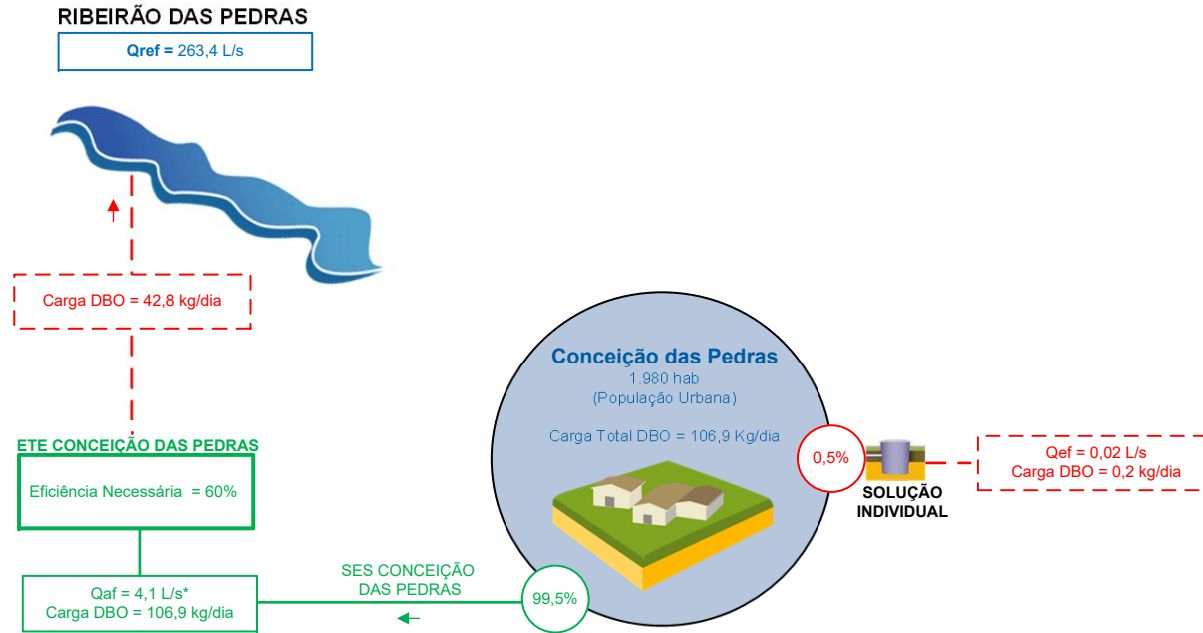 RIBEIRÃO DAS PEDRAS
Qref = 263,4 L/s
Carga DBO = 42,8 kg/dia
ETE CONCEIÇÃO DAS PEDRAS
Eficiência Necessária = 60%
Qaf = 4,1 L/s*
Carga DBO = 106,9 kg/dia
SES CONCEIÇÃO
DAS PEDRAS
99,5%
Conceição das Pedras
1.980 hab
(População Urbana)
Carga Total DBO = 106,9 Kg/dia
0,5%
SOLUÇÃO
INDIVIDUAL
Qef = 0,02 L/s
Carga DBO = 0,2 kg/dia